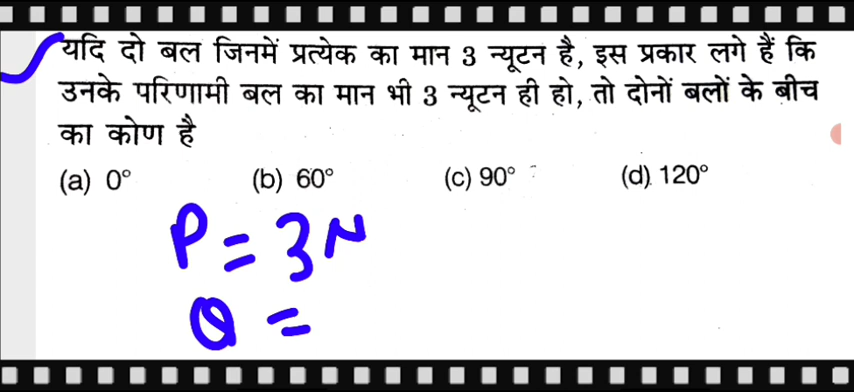 यदि दो बल जिनमें प्रत्येक का मान 3 न्यूटन है, इस प्रकार लगे हैं कि
उनके परिणामी बल का मान भी 3 न्यूटन ही हो, तो दोनों बलों के बीच
का कोण है
(a) 0° (b) 60° (c) 90° (d) 120°
P = 3 N
Q =